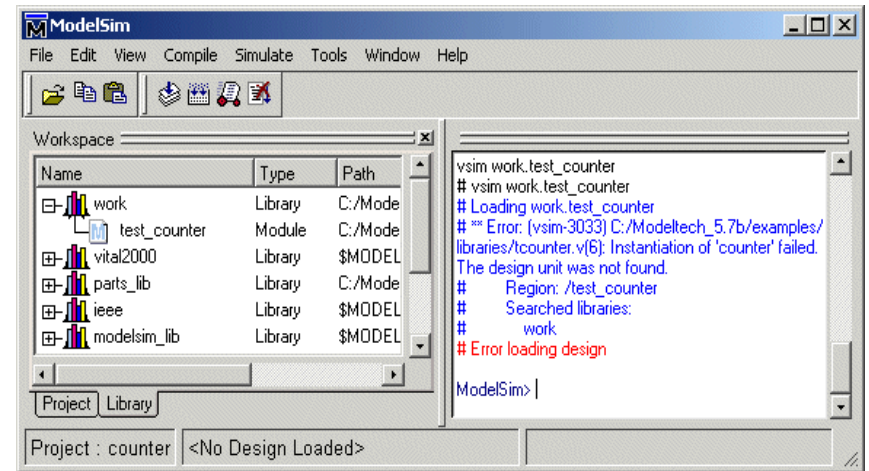 ModelSim
File Edit View Compile Simulate Tools Window Help
Workspace
Name Type Path
work Library C:/Mode
test_counter Module C:/Mode
vital2000 Library $MODEL
parts_lib Library C:/Mode
ieee Library $MODEL
modelsim_lib Library $MODEL
Project Library
vsim work.test_counter
# vsim work.test_counter
# Loading work.test_counter
# ** Error: (vsim-3033) C:/Modeltech_5.7b/examples/
libraries/tcounter.v(6): Instantiation of 'counter' failed.
The design unit was not found.
# Region: /test_counter
# Searched libraries:
# work
# Error loading design
ModelSim>
Project : counter <No Design Loaded>